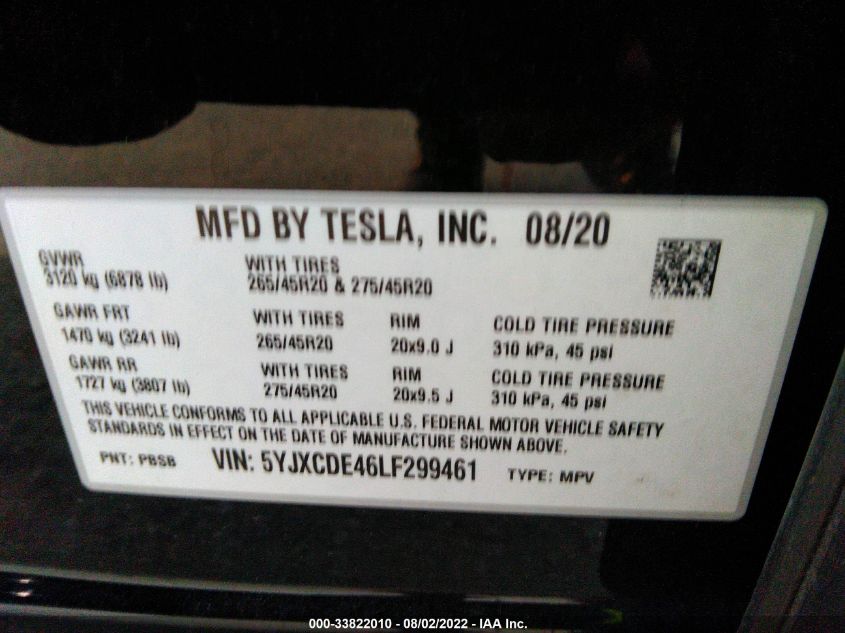 MFD BY TESLA, INC. 08/20
GVWR
3120 kg (6878 lb)
WITH TIRES
265/45R20 & 275/45R20
GAWR FRT
1470 kg (3241 lb)
WITH TIRES
265/45R20
RIM
20x9.0 J
COLD TIRE PRESSURE
310 kPa, 45 psi
GAWR RR
1727 kg (3807 lb)
WITH TIRES
275/45R20
RIM
20x9.5 J
COLD TIRE PRESSURE
310 kPa, 45 psi
THIS VEHICLE CONFORMS TO ALL APPLICABLE U.S. FEDERAL MOTOR VEHICLE SAFETY
STANDARDS IN EFFECT ON THE DATE OF MANUFACTURE SHOWN ABOVE.
PNT: PBSB VIN: 5YJXCDE46LF299461 TYPE: MPV
000-33822010 - 08/02/2022 - IAA Inc.